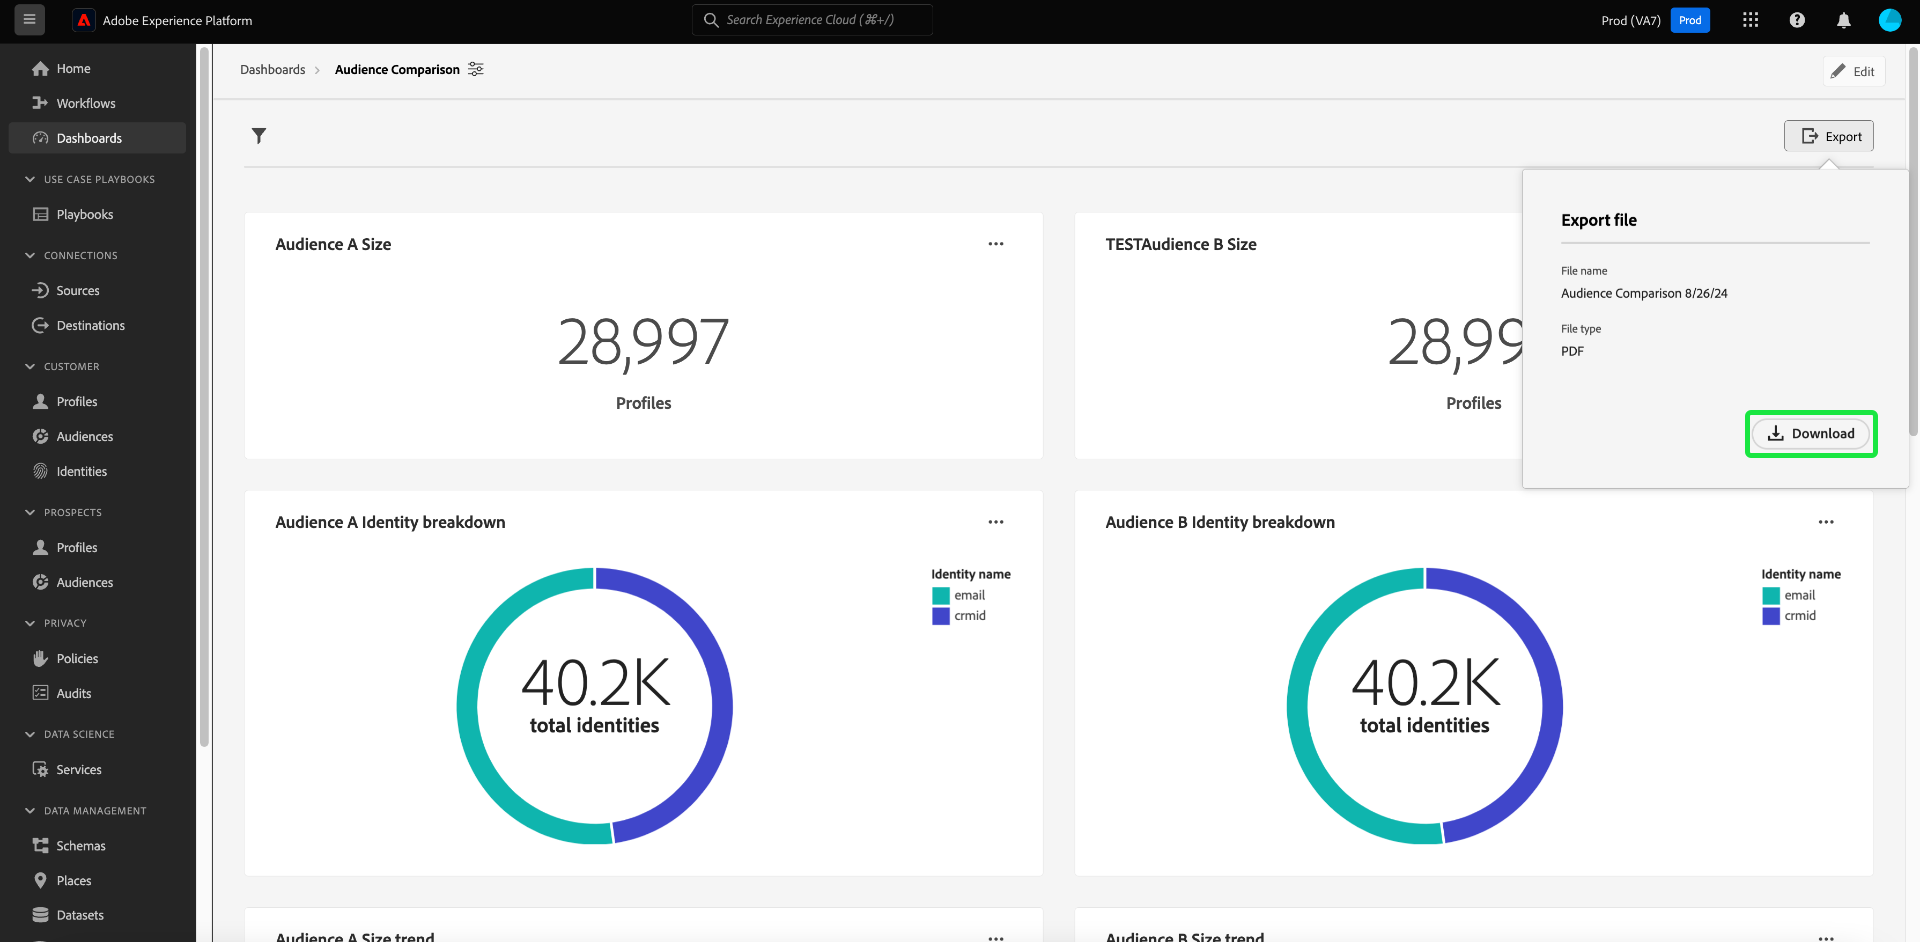 Adobe Experience Platform
Search Experience Cloud (⌘+/)
Prod (VA7)
Prod
Home
Workflows
Dashboards
USE CASE PLAYBOOKS
Playbooks
CONNECTIONS
Sources
Destinations
CUSTOMER
Profiles
Audiences
Identities
PROSPECTS
Profiles
Audiences
PRIVACY
Policies
Audits
DATA SCIENCE
Services
DATA MANAGEMENT
Schemas
Places
Datasets
Dashboards
Audience Comparison
Edit
Export
Export file
File name
Audience Comparison 8/26/24
File type
PDF
Download
Audience A Size
28,997
Profiles
TESTAudience B Size
28,99
Profiles
Audience A Identity breakdown
Identity name
email
crmid
40.2K
total identities
Audience B Identity breakdown
Identity name
email
crmid
40.2K
total identities
Audience A Size trend
Audience B Size trend